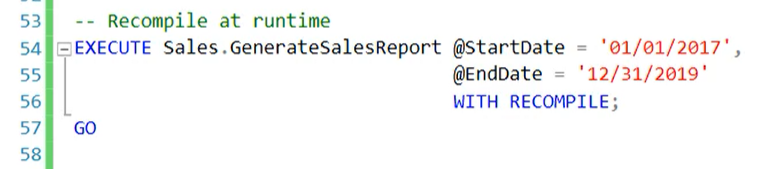 53 -- Recompile at runtime
54 EXECUTE Sales.GenerateSalesReport @StartDate = '01/01/2017',
55 @EndDate = '12/31/2019'
56 WITH RECOMPILE;
57 GO
58